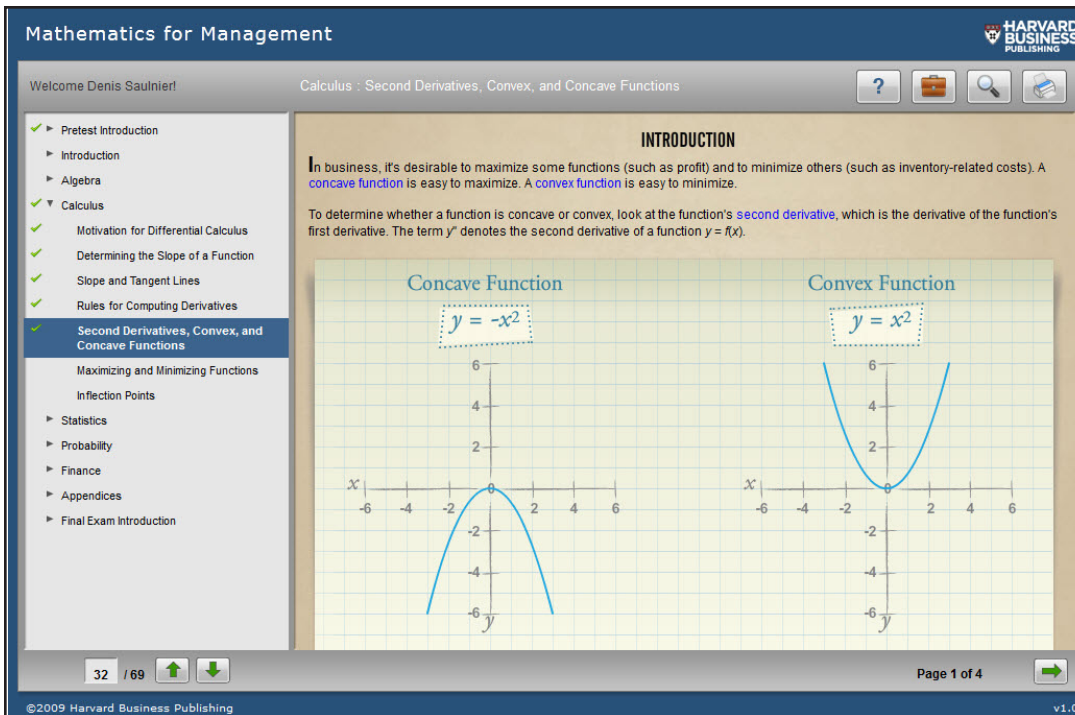 Mathematics for Management
HARVARD
BUSINESS
PUBLISHING
Welcome Denis Saulnier!
Calculus : Second Derivatives, Convex, and Concave Functions
?
Pretest Introduction
Introduction
Algebra
Calculus
Motivation for Differential Calculus
Determining the Slope of a Function
Slope and Tangent Lines
Rules for Computing Derivatives
Second Derivatives, Convex, and
Concave Functions
Maximizing and Minimizing Functions
Inflection Points
Statistics
Probability
Finance
Appendices
Final Exam Introduction
INTRODUCTION
In business, it's desirable to maximize some functions (such as profit) and to minimize others (such as inventory-related costs). A
concave function is easy to maximize. A convex function is easy to minimize.
To determine whether a function is concave or convex, look at the function's second derivative, which is the derivative of the function's
first derivative. The term y" denotes the second derivative of a function y = f(x).
Concave Function
y = -x²
6
4
2
x
0
-6 -4 -2 2 4 6
-2
-4
-6
y
Convex Function
y = x²
6
4
2
x
0
-6 -4 -2 2 4 6
-2
-4
-6
y
32 / 69
Page 1 of 4
©2009 Harvard Business Publishing
v1.0